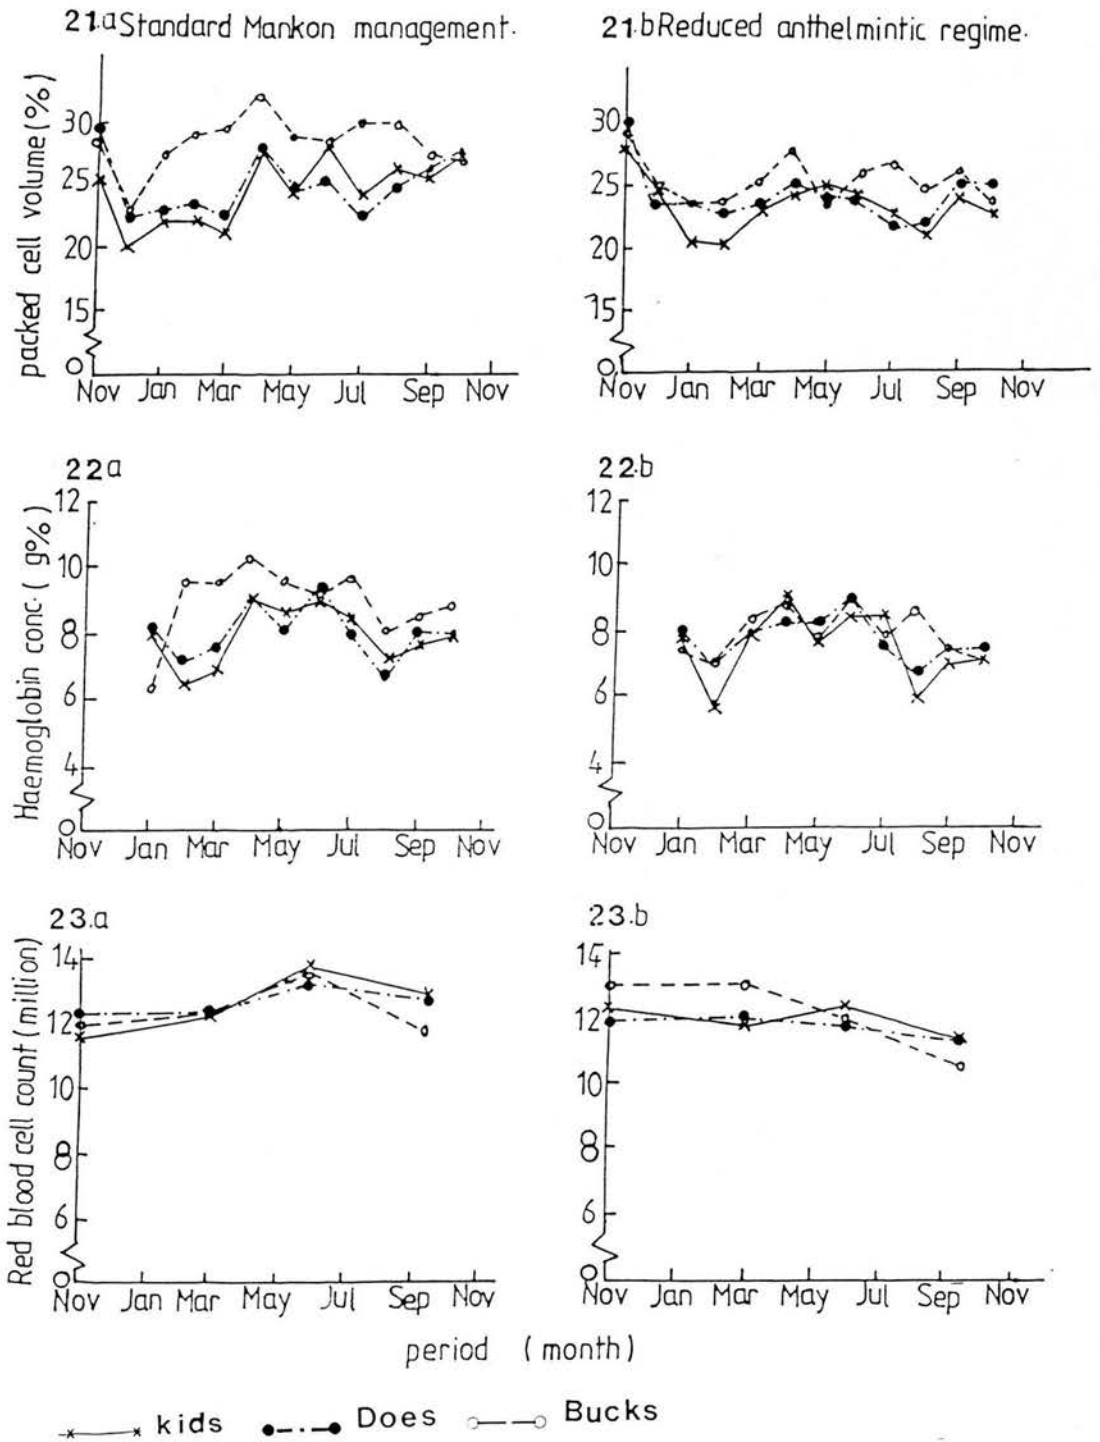 21.a Standard Mankon management.
21.b Reduced anthelmintic regime.
packed cell volume (%)
30
25
20
15
0
Nov Jan Mar May Jul Sep Nov
30
25
20
15
0
Nov Jan Mar May Jul Sep Nov
22a
22.b
Haemoglobin conc. ( g%)
12
10
8
6
4
0
Nov Jan Mar May Jul Sep Nov
12
10
8
6
4
0
Nov Jan Mar May Jul Sep Nov
23.a
23.b
Red blood cell count (million)
14
12
10
8
6
0
Nov Jan Mar May Jul Sep Nov
14
12
10
8
6
0
Nov Jan Mar May Jul Sep Nov
period (month)
kids Does Bucks